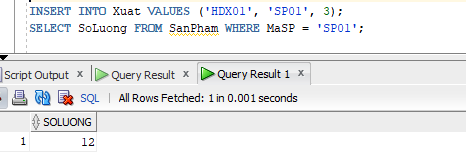 INSERT INTO Xuat VALUES ('HDX01', 'SP01', 3);
SELECT SoLuong FROM SanPham WHERE MaSP = 'SP01';
Script Output x Query Result x Query Result 1 x
SQL | All Rows Fetched: 1 in 0.001 seconds
SOLUONG
1 12